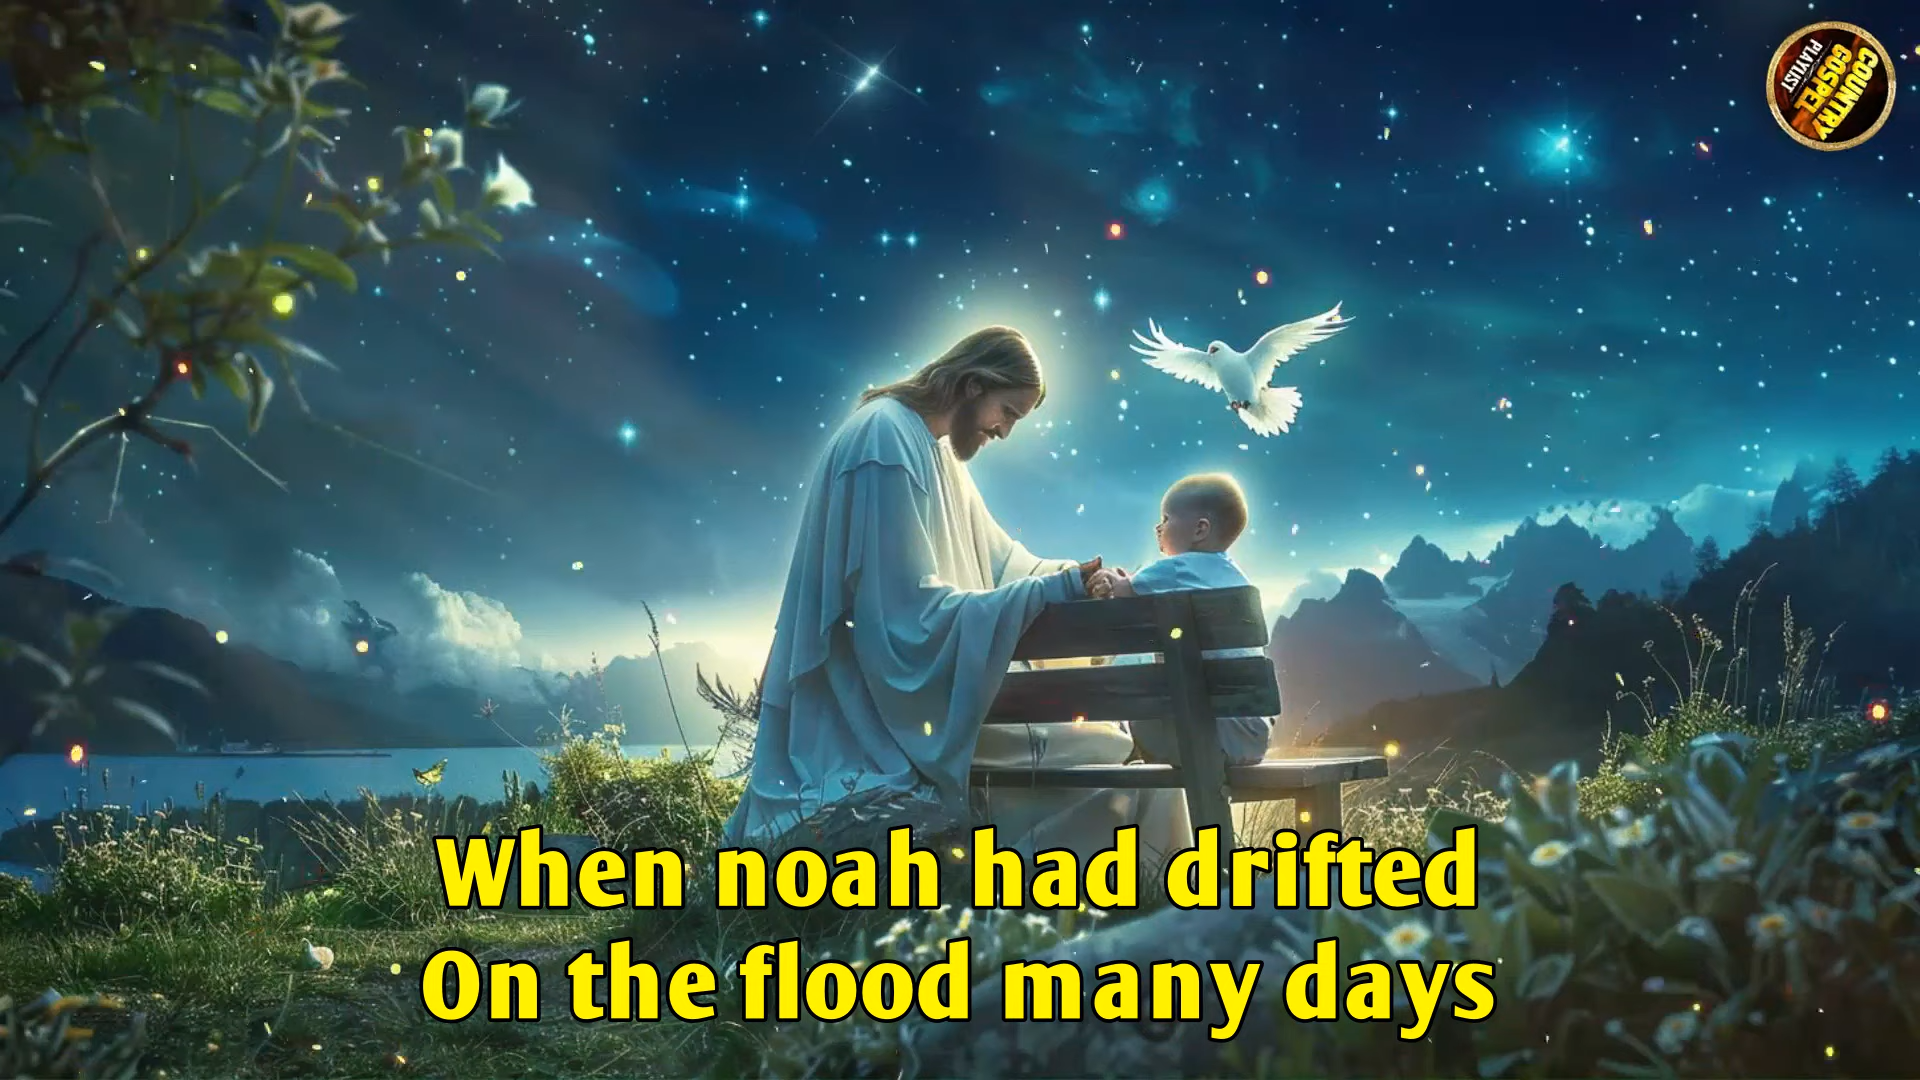 COUNTRY
GOSPEL
PLAYLIST
When noah had drifted
On the flood many days